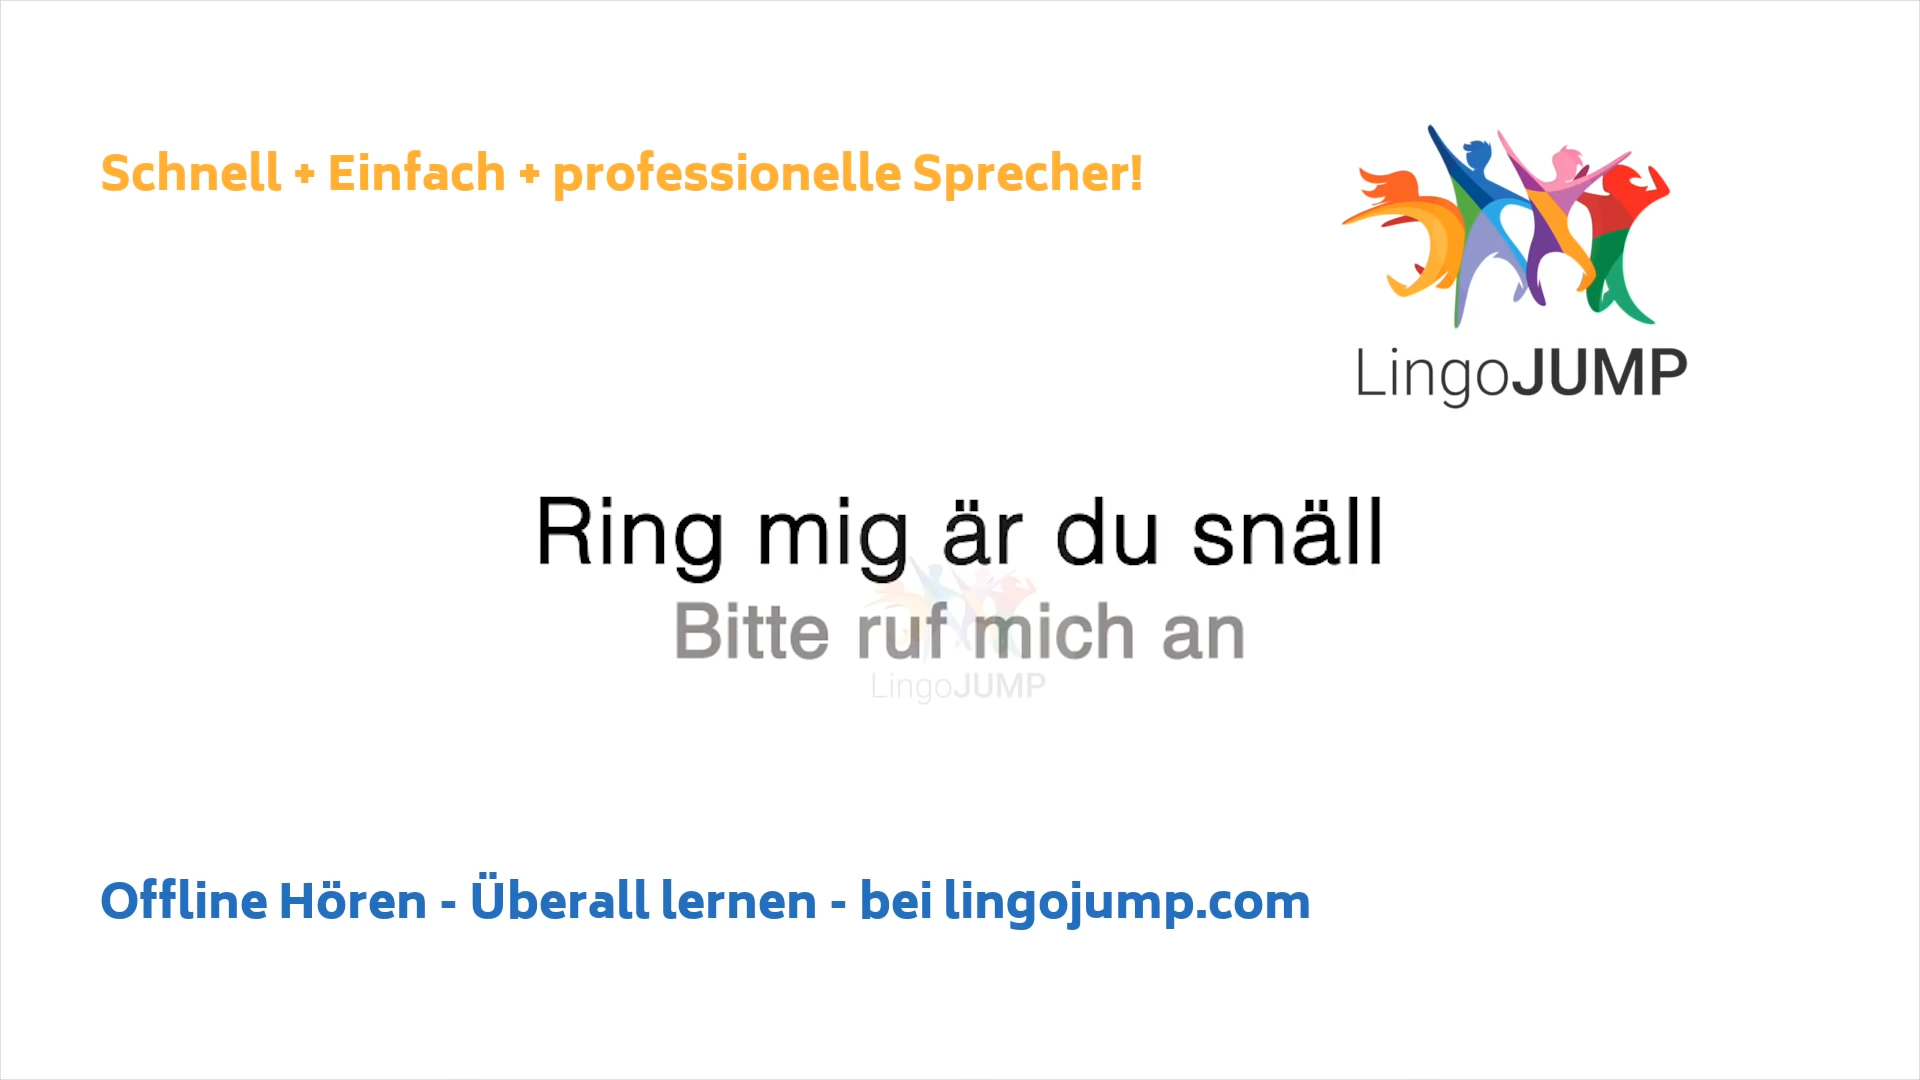 Schnell + Einfach + professionelle Sprecher!
LingoJUMP
Ring mig är du snäll
Bitte ruf mich an
LingoJUMP
Offline Hören - Überall lernen - bei lingojump.com